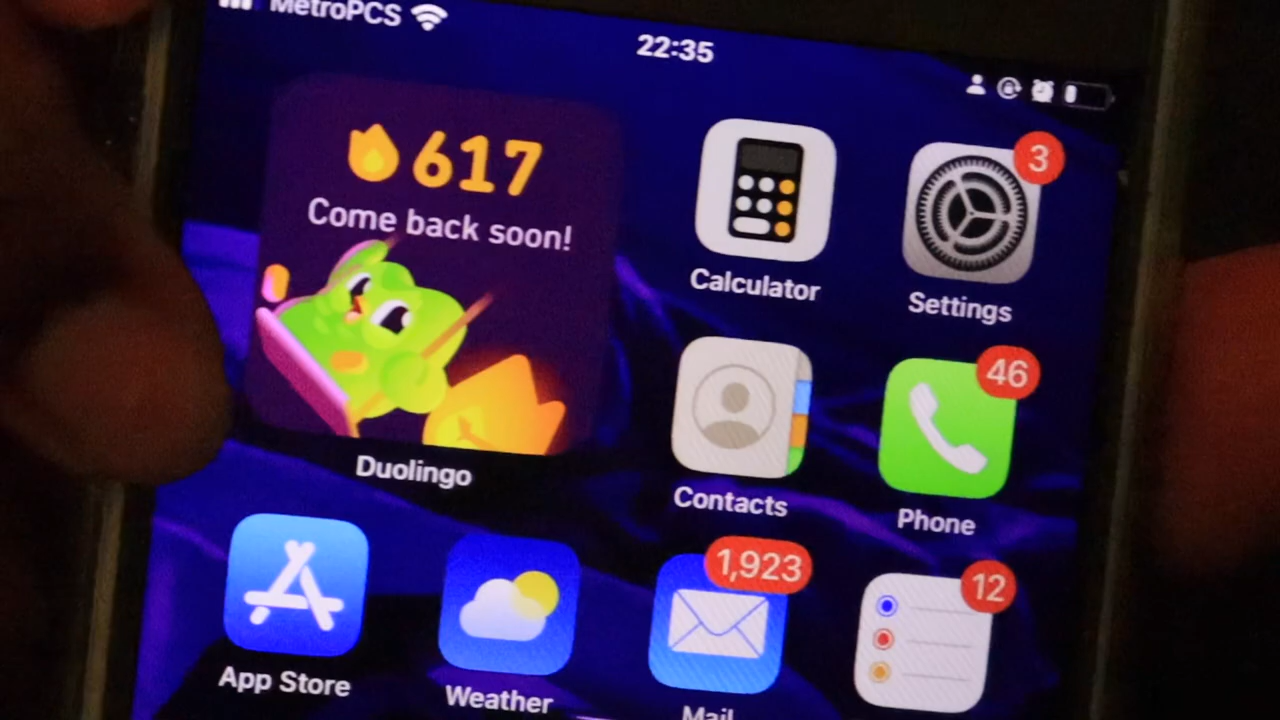 MetroPCS
22:35
617
Come back soon!
Duolingo
Calculator
3
Settings
Contacts
46
Phone
App Store
Weather
1,923
Mail
12